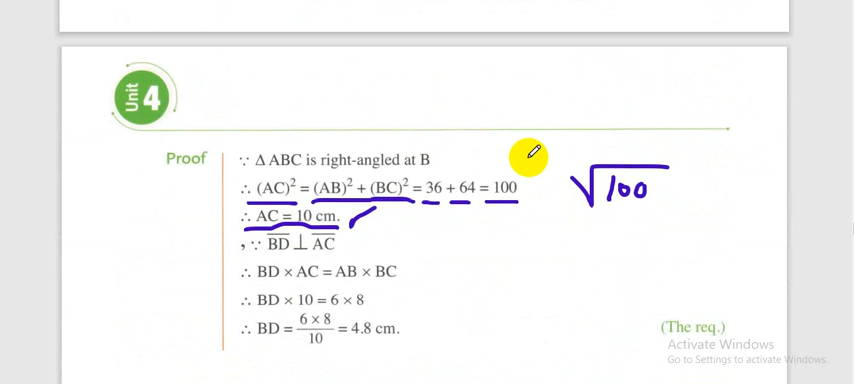 Unit 4
Proof
∵ Δ ABC is right-angled at B
∴ (AC)² = (AB)² + (BC)² = 36 + 64 = 100
√100
∴ AC = 10 cm.
, ∵ B̅D̅ ⊥ A̅C̅
∴ BD × AC = AB × BC
∴ BD × 10 = 6 × 8
∴ BD = 6 × 8 / 10 = 4.8 cm.
(The req.)
Activate Windows
Go to Settings to activate Windows.